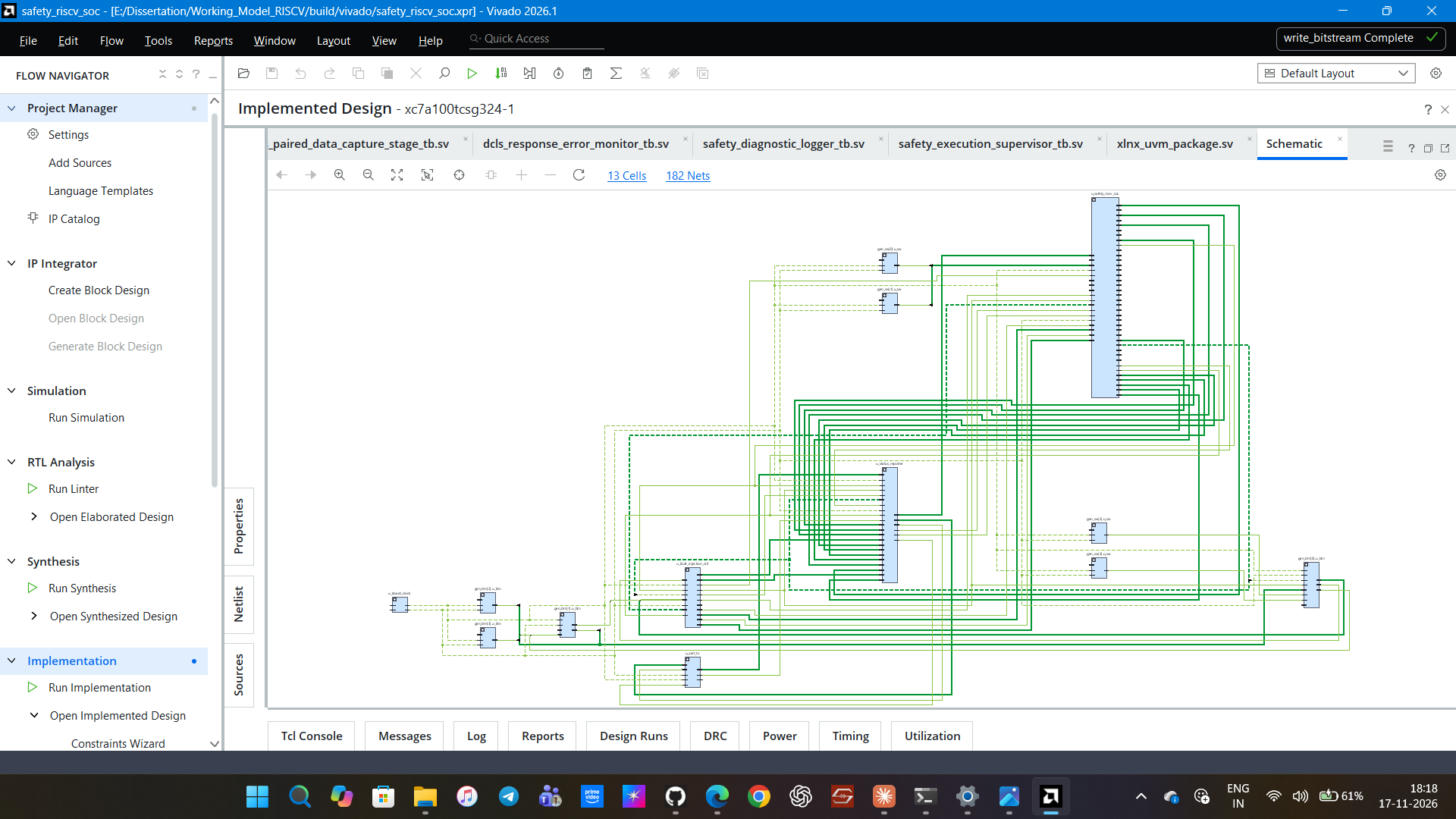 safety_riscv_soc - [E:/Dissertation/Working_Model_RISCV/build/vivado/safety_riscv_soc.xpr] - Vivado 2026.1
File Edit Flow Tools Reports Window Layout View Help Quick Access
write_bitstream Complete
FLOW NAVIGATOR
Default Layout
Project Manager
Settings
Add Sources
Language Templates
IP Catalog
IP Integrator
Create Block Design
Open Block Design
Generate Block Design
Simulation
Run Simulation
RTL Analysis
Run Linter
Open Elaborated Design
Synthesis
Run Synthesis
Open Synthesized Design
Implementation
Run Implementation
Open Implemented Design
Constraints Wizard
Implemented Design - xc7a100tcsg324-1
_paired_data_capture_stage_tb.sv dcls_response_error_monitor_tb.sv safety_diagnostic_logger_tb.sv safety_execution_supervisor_tb.sv xlnx_uvm_package.sv Schematic
13 Cells 182 Nets
Properties
Netlist
Sources
Tcl Console Messages Log Reports Design Runs DRC Power Timing Utilization
prime video
ENG
IN
61%
18:18
17-11-2026